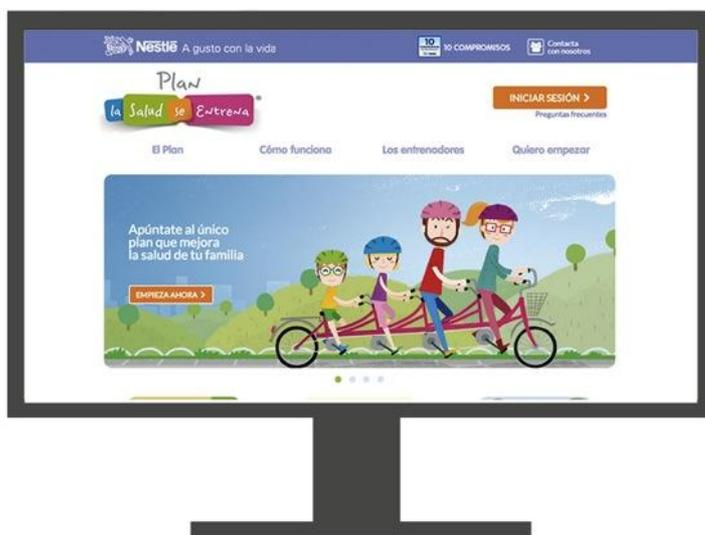 Nestlé A gusto con la vida
10
10 COMPROMISOS
Contacta
con nosotros
Plan
la Salud se Entrena
INICIAR SESIÓN >
Preguntas frecuentes
El Plan
Cómo funciona
Los entrenadores
Quiero empezar
Apúntate al único
plan que mejora
la salud de tu familia
EMPIEZA AHORA >